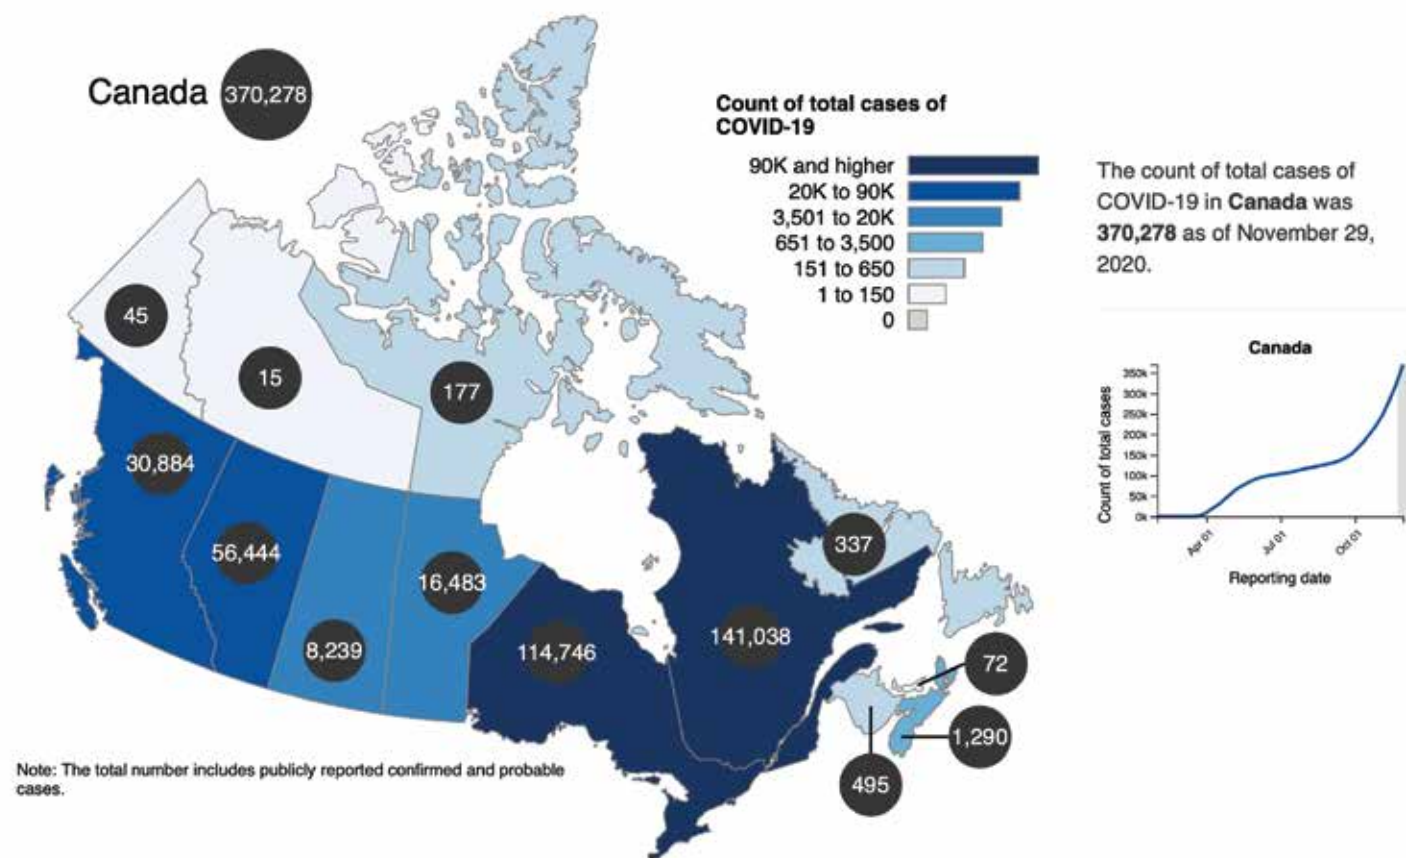 Canada 370,278
Count of total cases of
COVID-19
90K and higher
20K to 90K
3,501 to 20K
651 to 3,500
151 to 650
1 to 150
0
The count of total cases of
COVID-19 in Canada was
370,278 as of November 29,
2020.
45
15
177
30,884
56,444
8,239
16,483
114,746
141,038
337
72
1,290
495
Canada
Count of total cases
350k
300k
250k
200k
150k
100k
50k
0k
Apr 01
Jul 01
Oct 01
Reporting date
Note: The total number includes publicly reported confirmed and probable
cases.